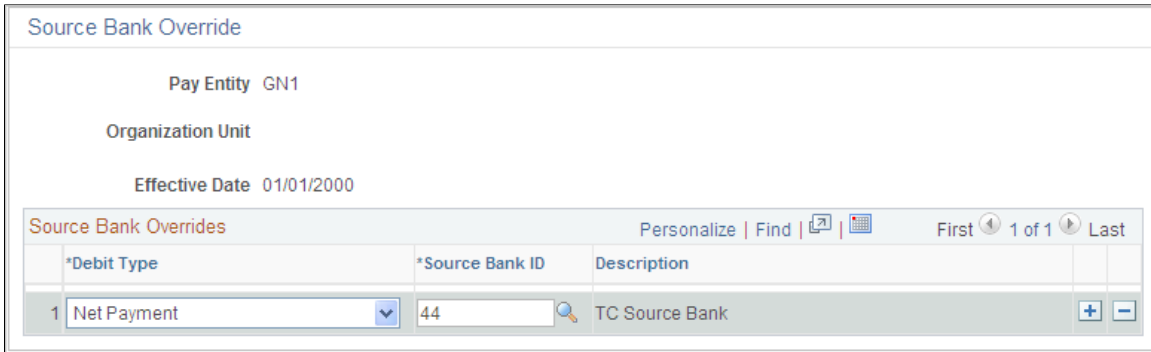 Source Bank Override
Pay Entity GN1
Organization Unit
Effective Date 01/01/2000
Source Bank Overrides Personalize | Find | | First 1 of 1 Last
*Debit Type *Source Bank ID Description
1 Net Payment 44 TC Source Bank + -